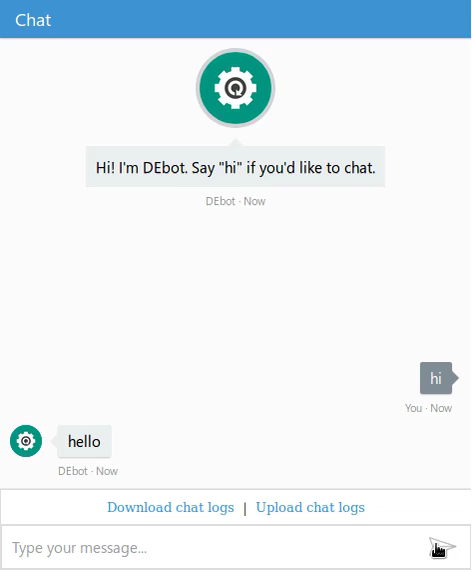 Chat
Hi! I'm DEbot. Say "hi" if you'd like to chat.
DEbot · Now
hi
You · Now
hello
DEbot · Now
Download chat logs | Upload chat logs
Type your message...